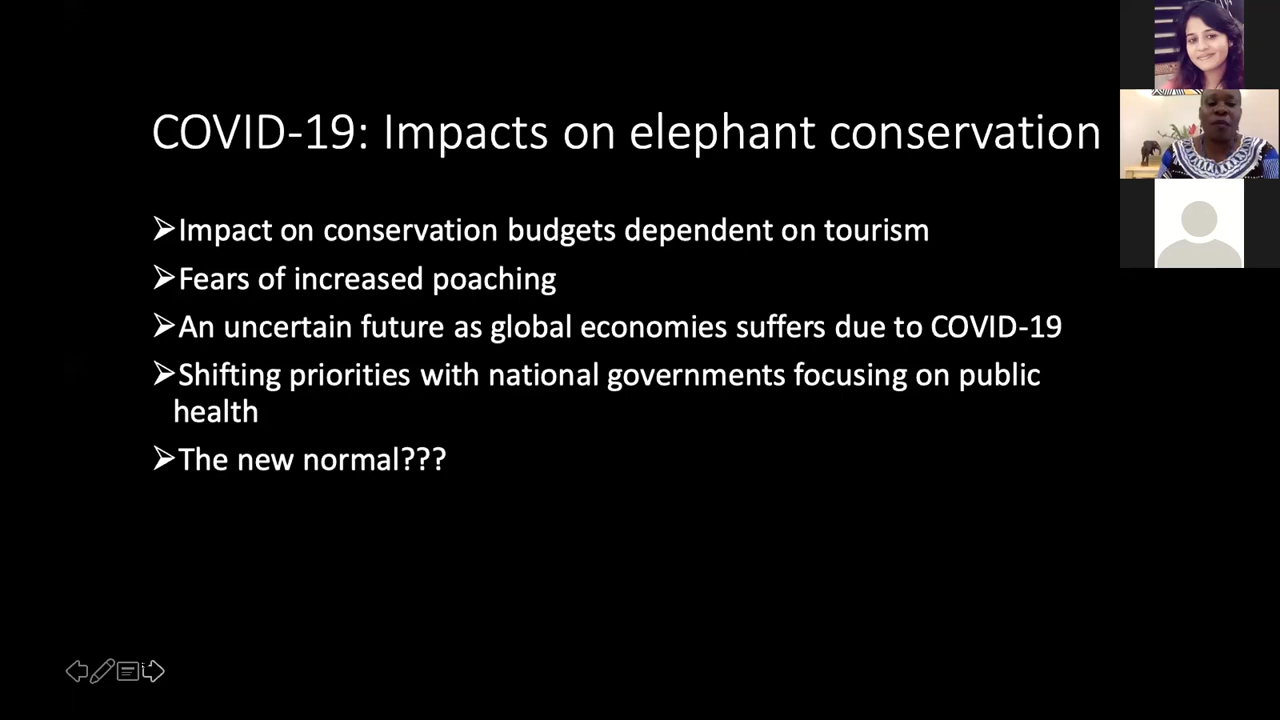 COVID-19: Impacts on elephant conservation
➢Impact on conservation budgets dependent on tourism
➢Fears of increased poaching
➢An uncertain future as global economies suffers due to COVID-19
➢Shifting priorities with national governments focusing on public
health
➢The new normal???